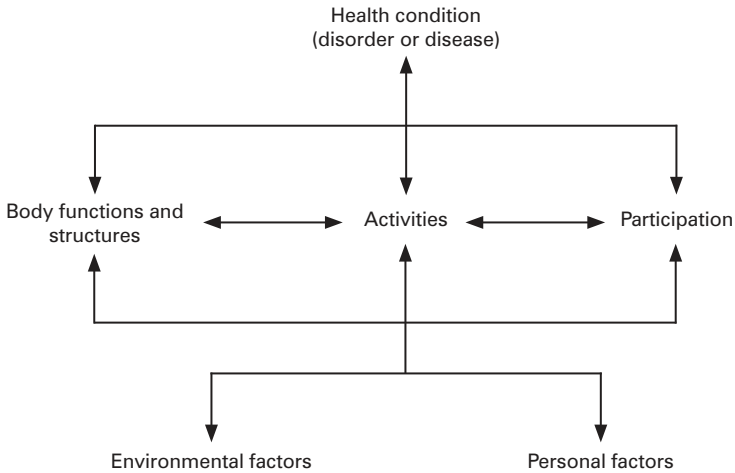 Health condition
(disorder or disease)
Body functions and
structures
Activities
Participation
Environmental factors
Personal factors